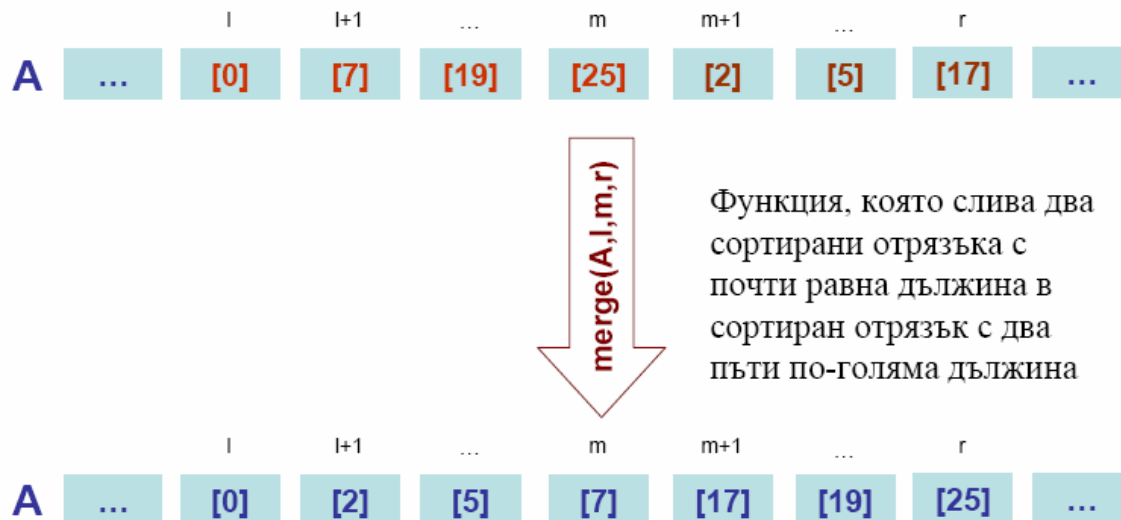 l l+1 ... m m+1 ... r
A ... [0] [7] [19] [25] [2] [5] [17] ...
merge(A,l,m,r)
Функция, която слива два
сортирани отрязъка с
почти равна дължина в
сортиран отрязък с два
пъти по-голяма дължина
l l+1 ... m m+1 ... r
A ... [0] [2] [5] [7] [17] [19] [25] ...